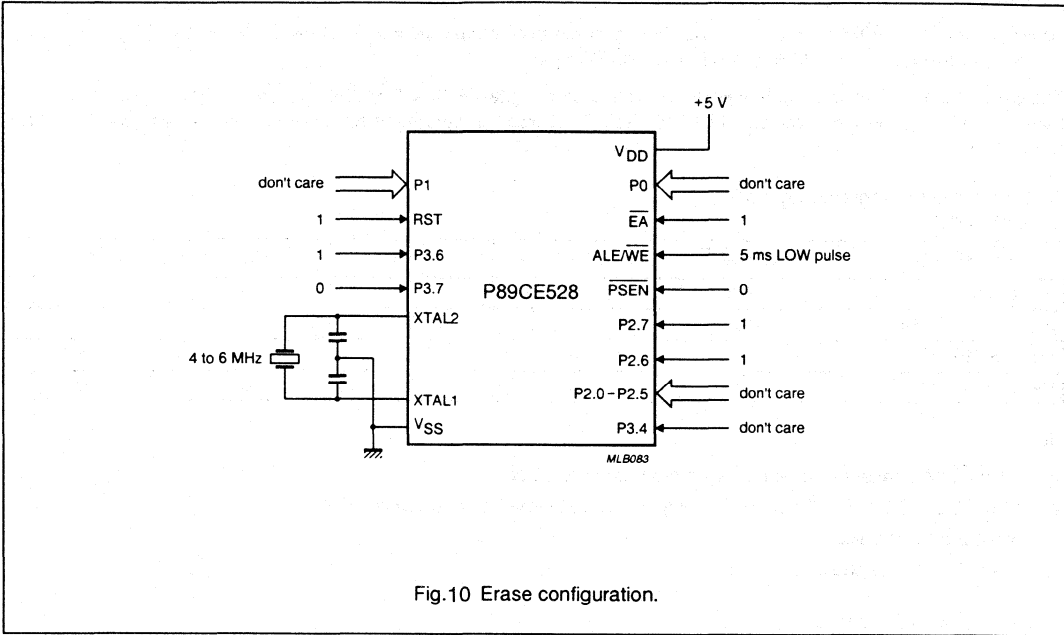 +5 V
V DD
don't care P1 P0 don't care
1 RST EA 1
1 P3.6 ALE/WE 5 ms LOW pulse
0 P3.7 P89CE528 PSEN 0
XTAL2 P2.7 1
4 to 6 MHz P2.6 1
XTAL1 P2.0 – P2.5 don't care
VSS P3.4 don't care
MLB083
Fig.10 Erase configuration.